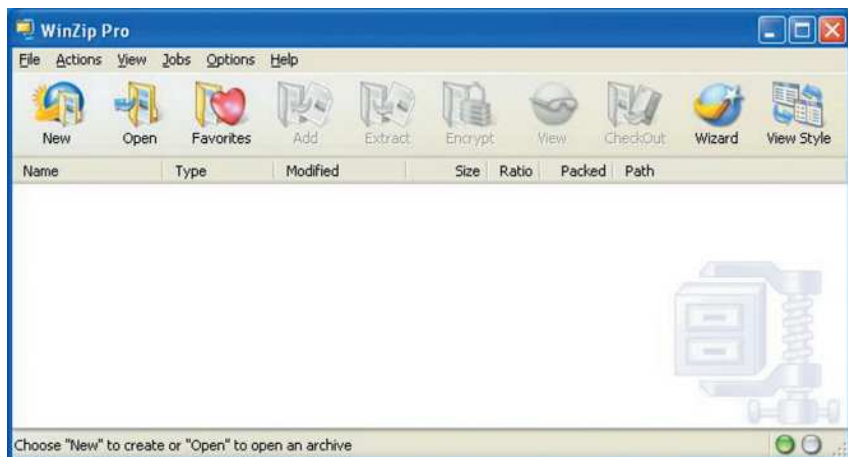 WinZip Pro
File Actions View Jobs Options Help
New Open Favorites Add Extract Encrypt View CheckOut Wizard View Style
Name Type Modified Size Ratio Packed Path
Choose "New" to create or "Open" to open an archive